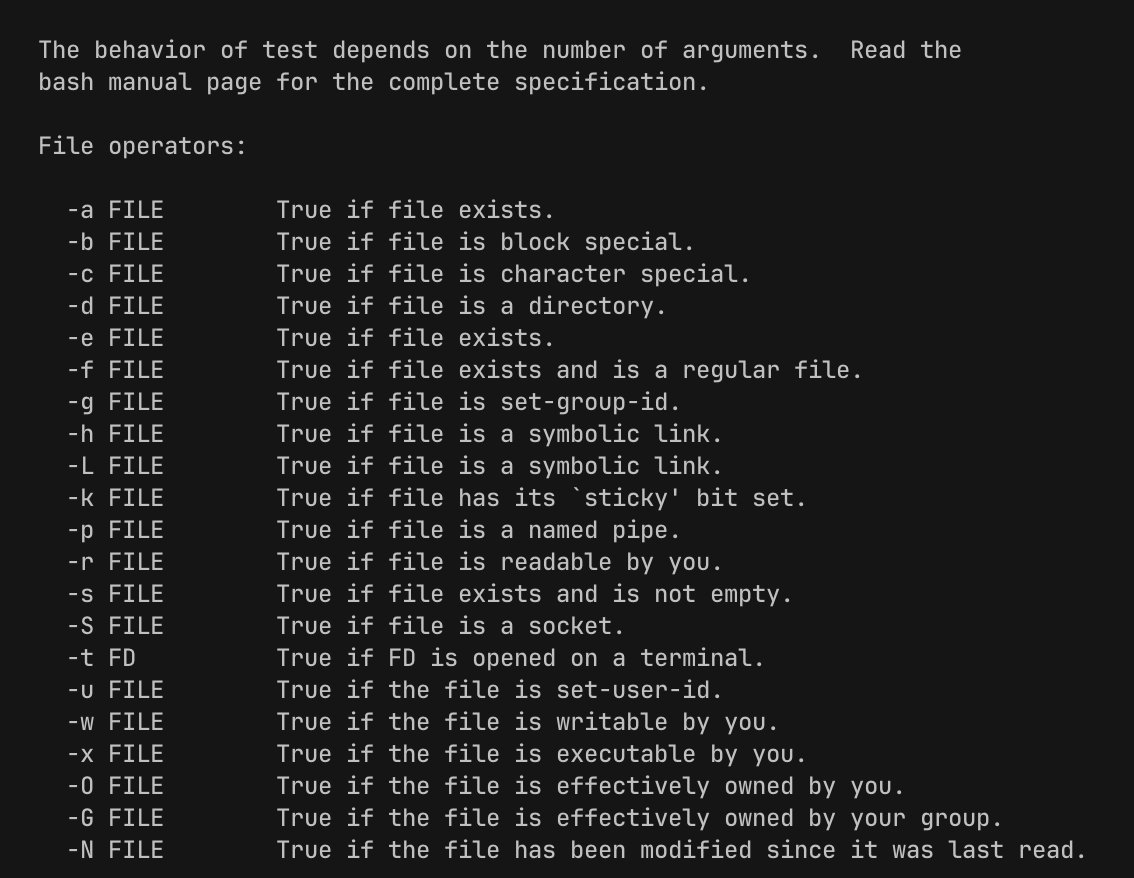 The behavior of test depends on the number of arguments.  Read the
bash manual page for the complete specification.

File operators:

  -a FILE        True if file exists.
  -b FILE        True if file is block special.
  -c FILE        True if file is character special.
  -d FILE        True if file is a directory.
  -e FILE        True if file exists.
  -f FILE        True if file exists and is a regular file.
  -g FILE        True if file is set-group-id.
  -h FILE        True if file is a symbolic link.
  -L FILE        True if file is a symbolic link.
  -k FILE        True if file has its `sticky' bit set.
  -p FILE        True if file is a named pipe.
  -r FILE        True if file is readable by you.
  -s FILE        True if file exists and is not empty.
  -S FILE        True if file is a socket.
  -t FD          True if FD is opened on a terminal.
  -u FILE        True if the file is set-user-id.
  -w FILE        True if the file is writable by you.
  -x FILE        True if the file is executable by you.
  -O FILE        True if the file is effectively owned by you.
  -G FILE        True if the file is effectively owned by your group.
  -N FILE        True if the file has been modified since it was last read.